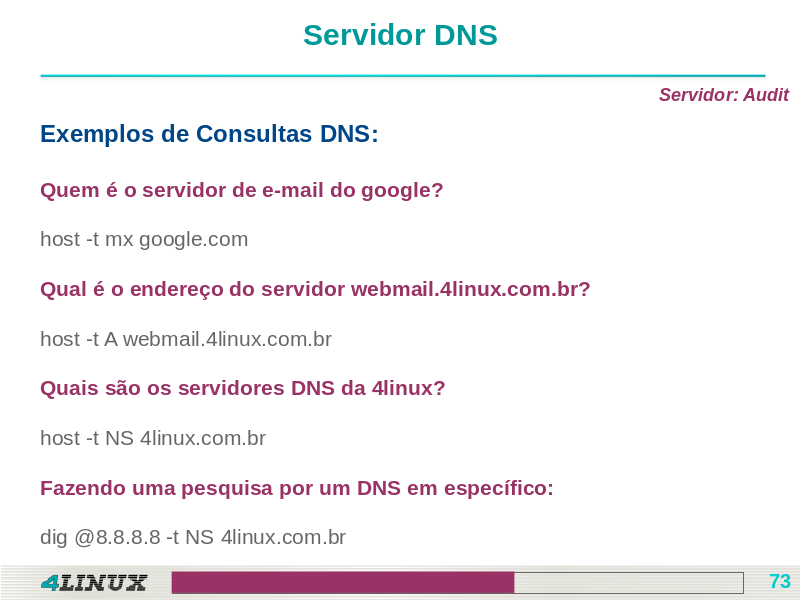 Servidor DNS
Servidor: Audit
Exemplos de Consultas DNS:
Quem é o servidor de e-mail do google?
host -t mx google.com
Qual é o endereço do servidor webmail.4linux.com.br?
host -t A webmail.4linux.com.br
Quais são os servidores DNS da 4linux?
host -t NS 4linux.com.br
Fazendo uma pesquisa por um DNS em específico:
dig @8.8.8.8 -t NS 4linux.com.br
4LINUX
73